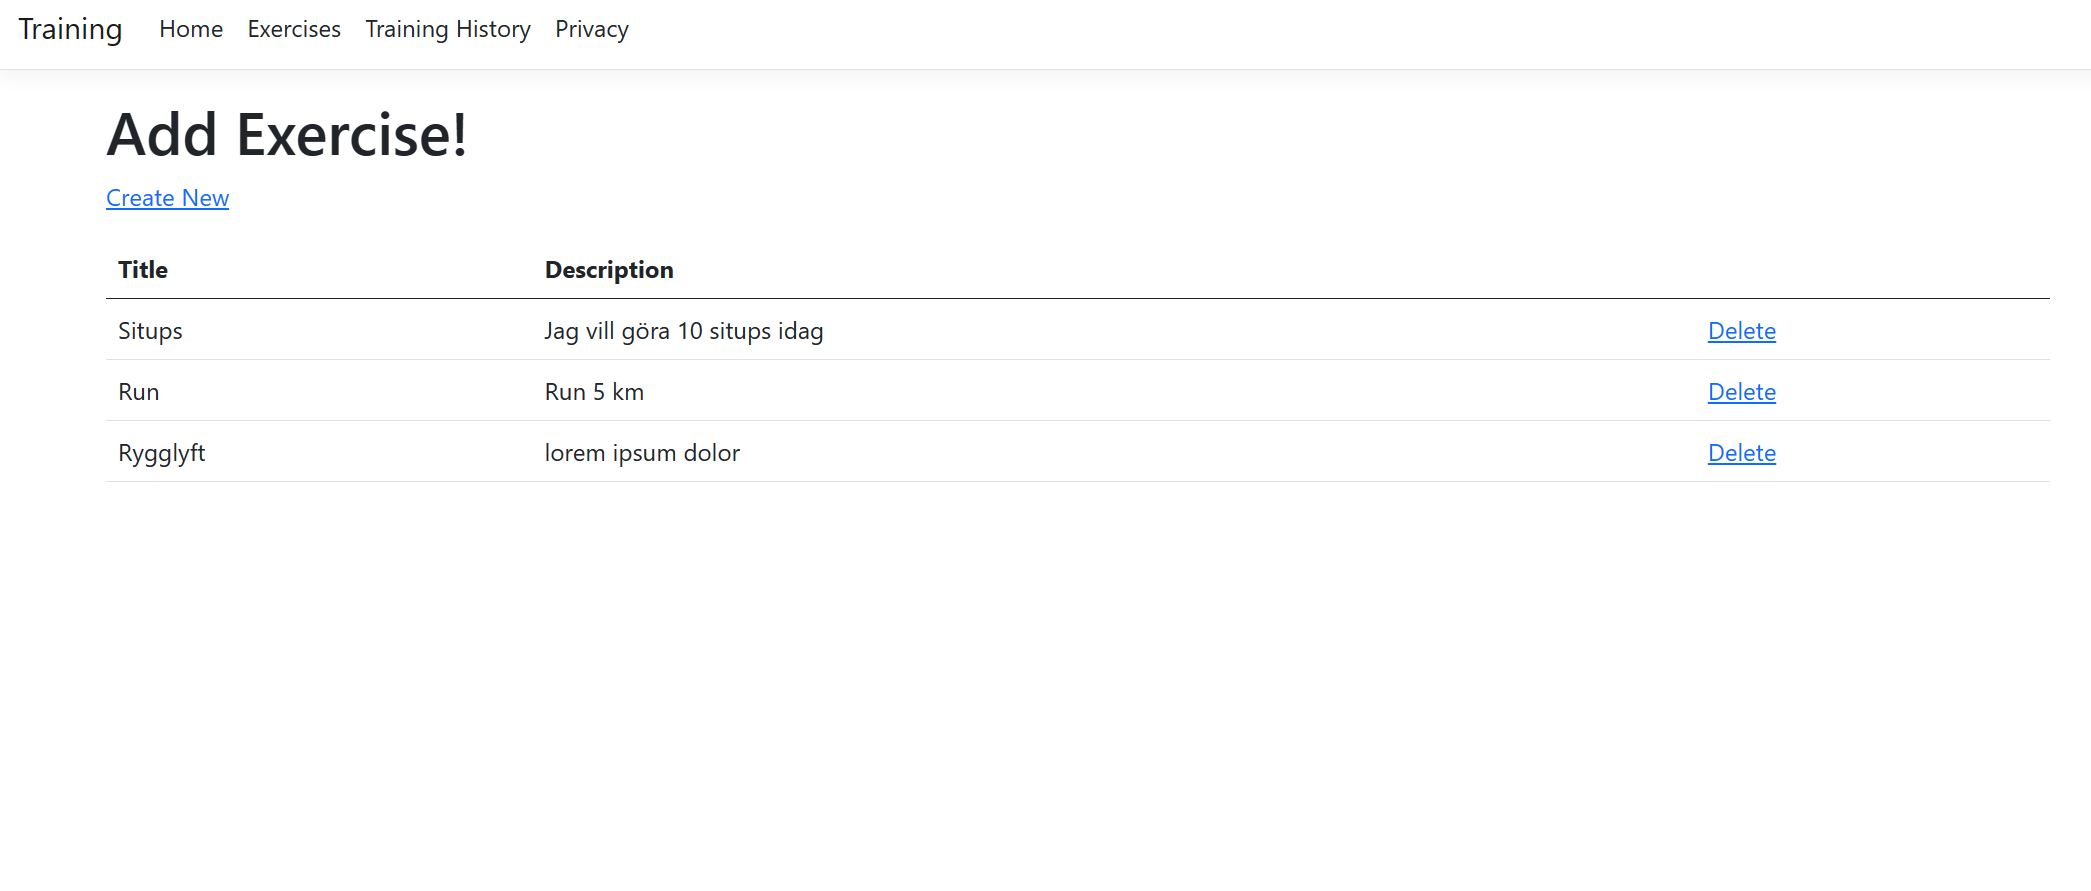 Training Home Exercises Training History Privacy
Add Exercise!
Create New
Title Description
Situps Jag vill göra 10 situps idag Delete
Run Run 5 km Delete
Rygglyft lorem ipsum dolor Delete